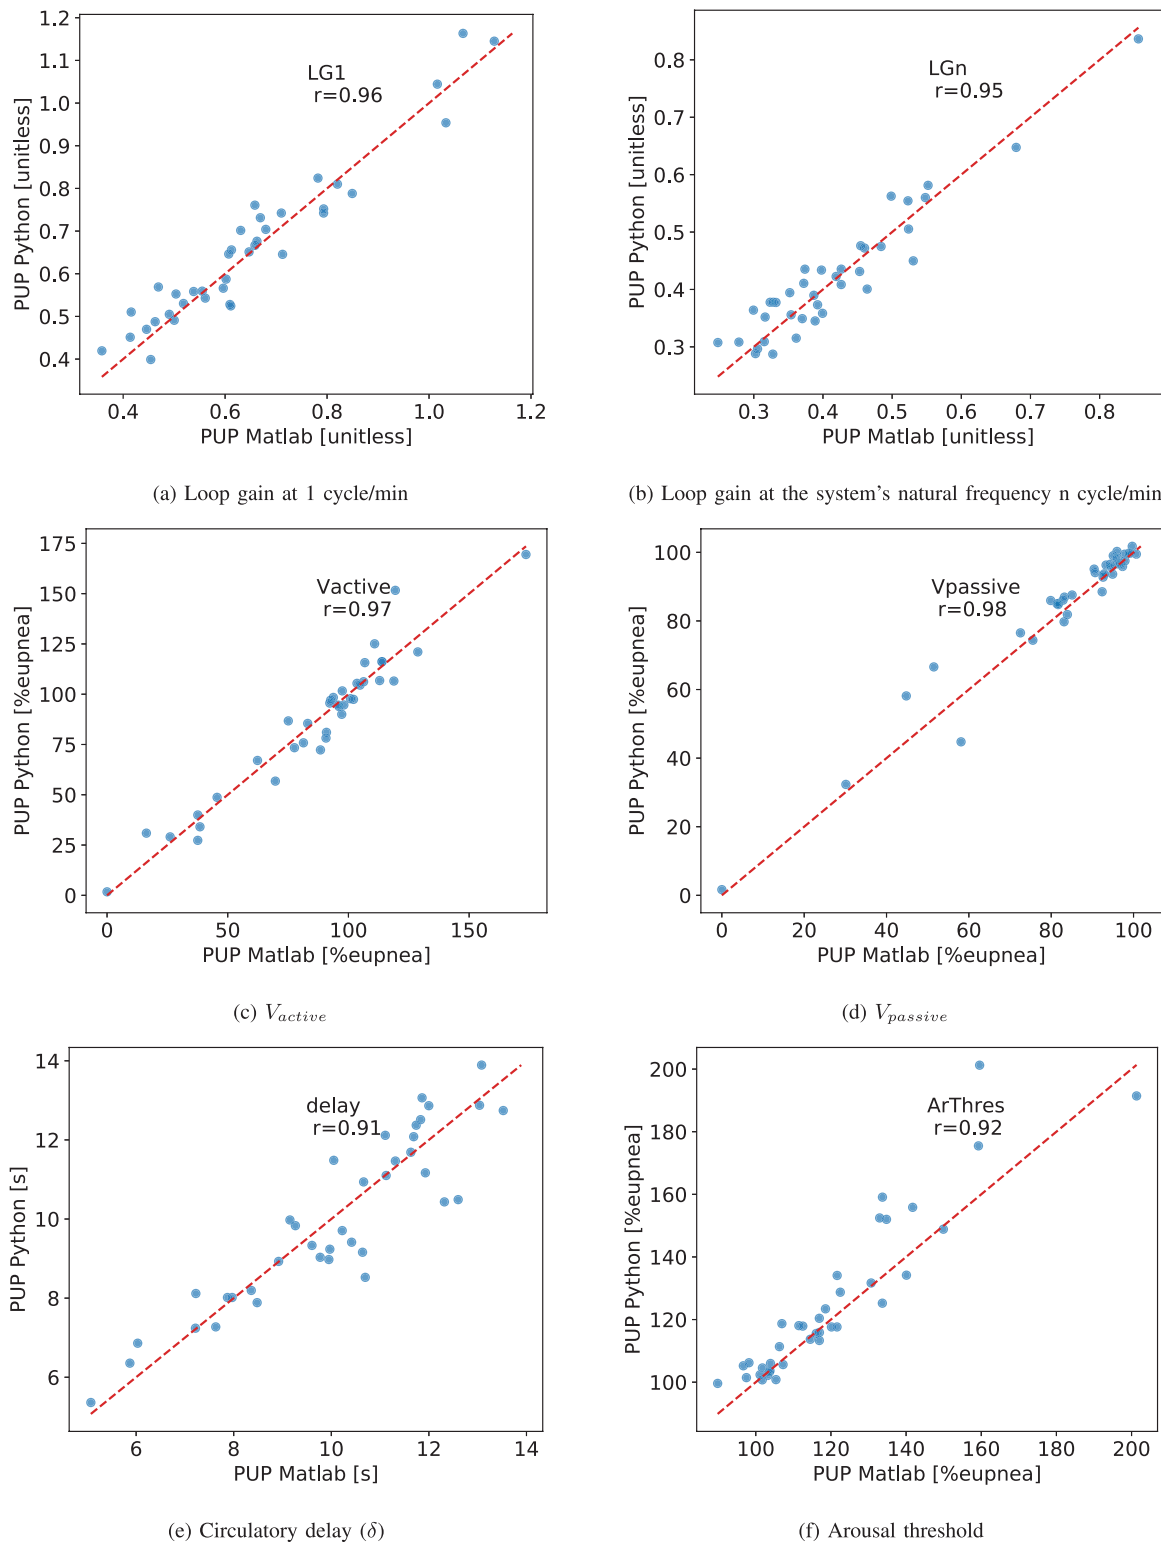 1.2
1.1
1.0
0.9
0.8
0.7
0.6
0.5
0.4
PUP Python [unitless]
LG1
r=0.96
0.4 0.6 0.8 1.0 1.2
PUP Matlab [unitless]
(a) Loop gain at 1 cycle/min
0.8
0.7
0.6
0.5
0.4
0.3
PUP Python [unitless]
LGn
r=0.95
0.3 0.4 0.5 0.6 0.7 0.8
PUP Matlab [unitless]
(b) Loop gain at the system's natural frequency n cycle/min
175
150
125
100
75
50
25
0
PUP Python [%eupnea]
Vactive
r=0.97
0 50 100 150
PUP Matlab [%eupnea]
(c) Vactive
100
80
60
40
20
0
PUP Python [%eupnea]
Vpassive
r=0.98
0 20 40 60 80 100
PUP Matlab [%eupnea]
(d) Vpassive
14
12
10
8
6
PUP Python [s]
delay
r=0.91
6 8 10 12 14
PUP Matlab [s]
(e) Circulatory delay (δ)
200
180
160
140
120
100
PUP Python [%eupnea]
ArThres
r=0.92
100 120 140 160 180 200
PUP Matlab [%eupnea]
(f) Arousal threshold